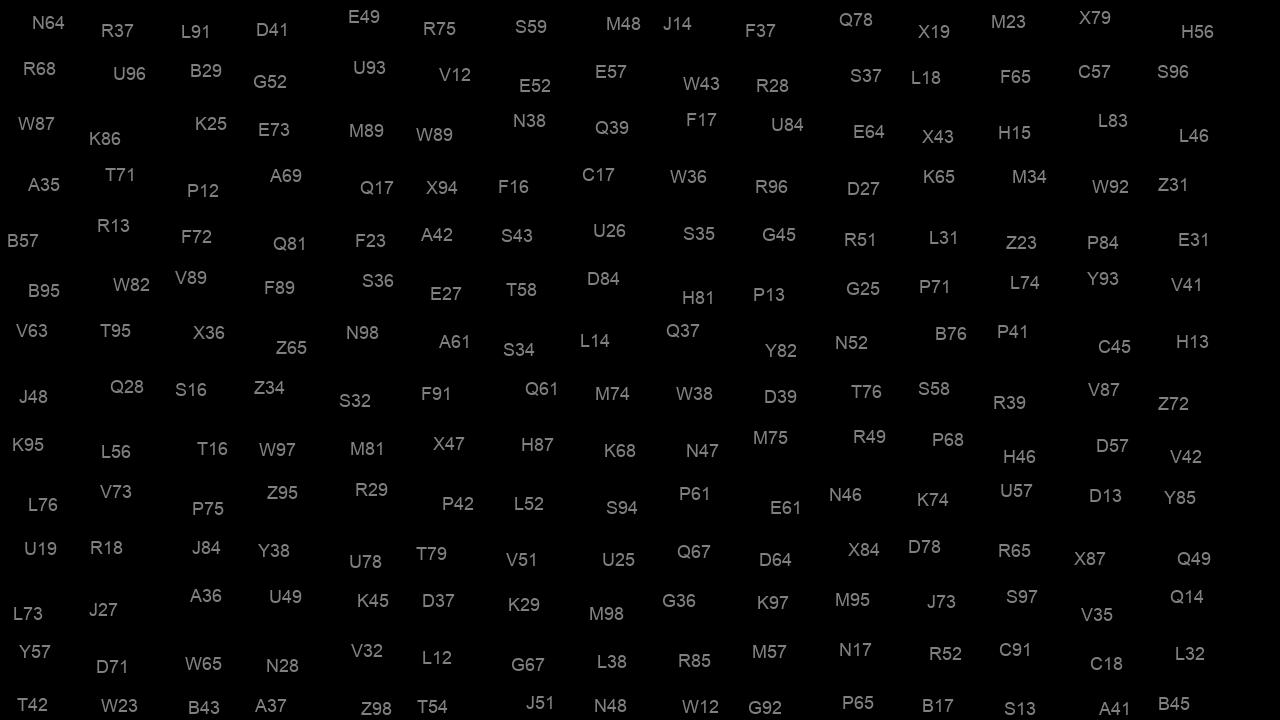 N64 R37 L91 D41 E49 R75 S59 M48 J14 F37 Q78 X19 M23 X79 H56
R68 U96 B29 G52 U93 V12 E52 E57 W43 R28 S37 L18 F65 C57 S96
W87 K86 K25 E73 M89 W89 N38 Q39 F17 U84 E64 X43 H15 L83 L46
A35 T71 P12 A69 Q17 X94 F16 C17 W36 R96 D27 K65 M34 W92 Z31
B57 R13 F72 Q81 F23 A42 S43 U26 S35 G45 R51 L31 Z23 P84 E31
B95 W82 V89 F89 S36 E27 T58 D84 H81 P13 G25 P71 L74 Y93 V41
V63 T95 X36 Z65 N98 A61 S34 L14 Q37 Y82 N52 B76 P41 C45 H13
J48 Q28 S16 Z34 S32 F91 Q61 M74 W38 D39 T76 S58 R39 V87 Z72
K95 L56 T16 W97 M81 X47 H87 K68 N47 M75 R49 P68 H46 D57 V42
L76 V73 P75 Z95 R29 P42 L52 S94 P61 E61 N46 K74 U57 D13 Y85
U19 R18 J84 Y38 U78 T79 V51 U25 Q67 D64 X84 D78 R65 X87 Q49
L73 J27 A36 U49 K45 D37 K29 M98 G36 K97 M95 J73 S97 V35 Q14
Y57 D71 W65 N28 V32 L12 G67 L38 R85 M57 N17 R52 C91 C18 L32
T42 W23 B43 A37 Z98 T54 J51 N48 W12 G92 P65 B17 S13 A41 B45